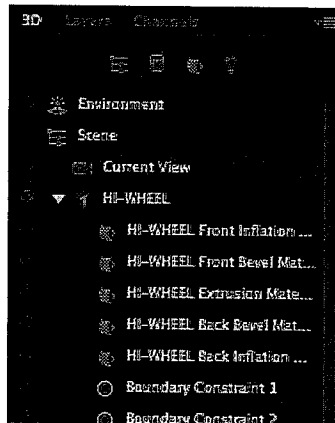 3D Layers Channels
Environment
Scene
Current View
HI-WHEEL
HI-WHEEL Front Inflation ...
HI-WHEEL Front Bevel Mat...
HI-WHEEL Extrusion Mate...
HI-WHEEL Back Bevel Mat...
HI-WHEEL Back Inflation ...
Boundary Constraint 1
Boundary Constraint 2